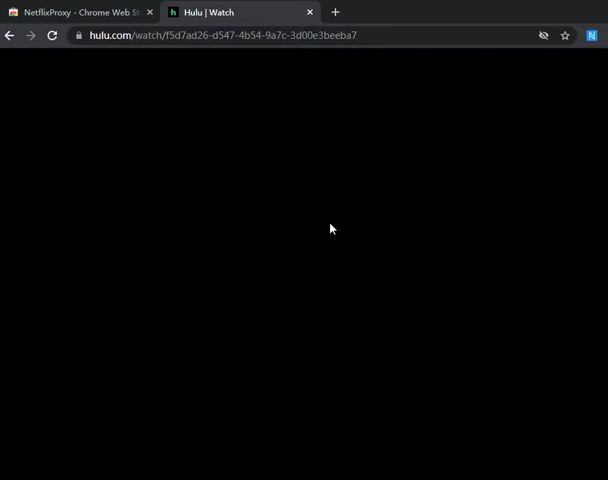 NetflixProxy - Chrome Web St
h Hulu | Watch
hulu.com/watch/f5d7ad26-d547-4b54-9a7c-3d00e3beeba7
N